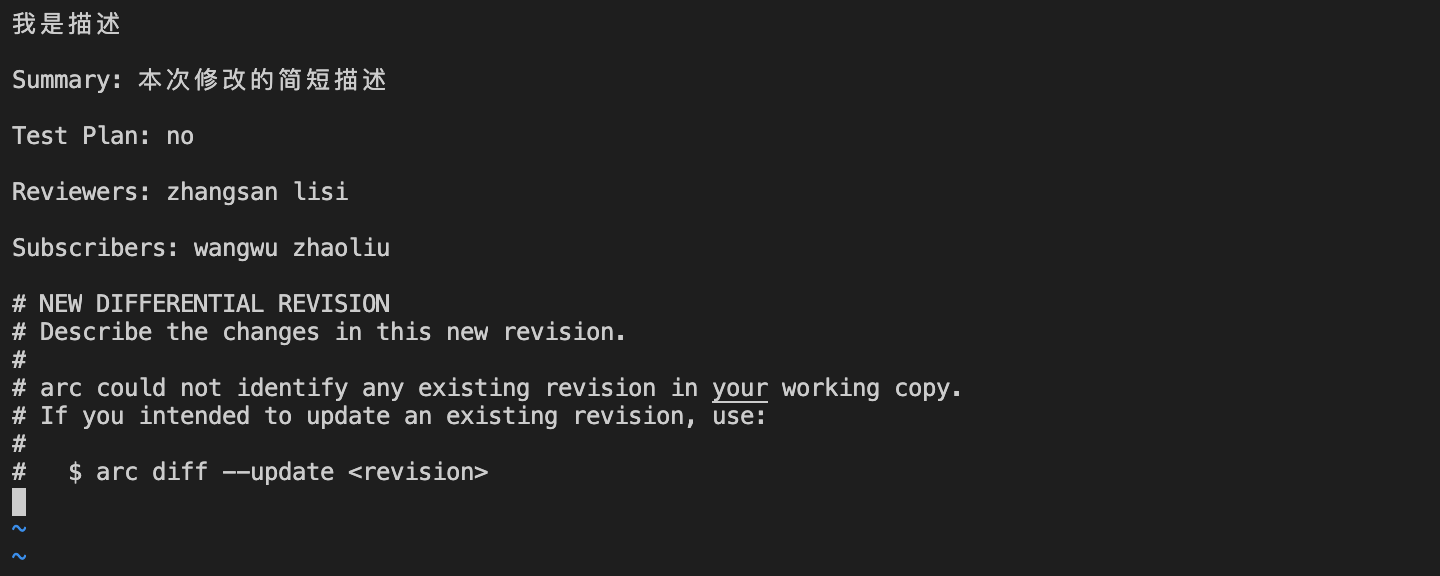 我是描述
Summary: 本次修改的简短描述
Test Plan: no
Reviewers: zhangsan lisi
Subscribers: wangwu zhaoliu
# NEW DIFFERENTIAL REVISION
# Describe the changes in this new revision.
#
# arc could not identify any existing revision in your working copy.
# If you intended to update an existing revision, use:
#
#   $ arc diff --update <revision>
~
~